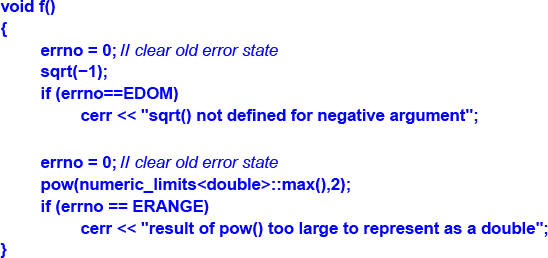 void f()
{
errno = 0; // clear old error state
sqrt(−1);
if (errno==EDOM)
cerr << "sqrt() not defined for negative argument";
errno = 0; // clear old error state
pow(numeric_limits<double>::max(),2);
if (errno == ERANGE)
cerr << "result of pow() too large to represent as a double";
}